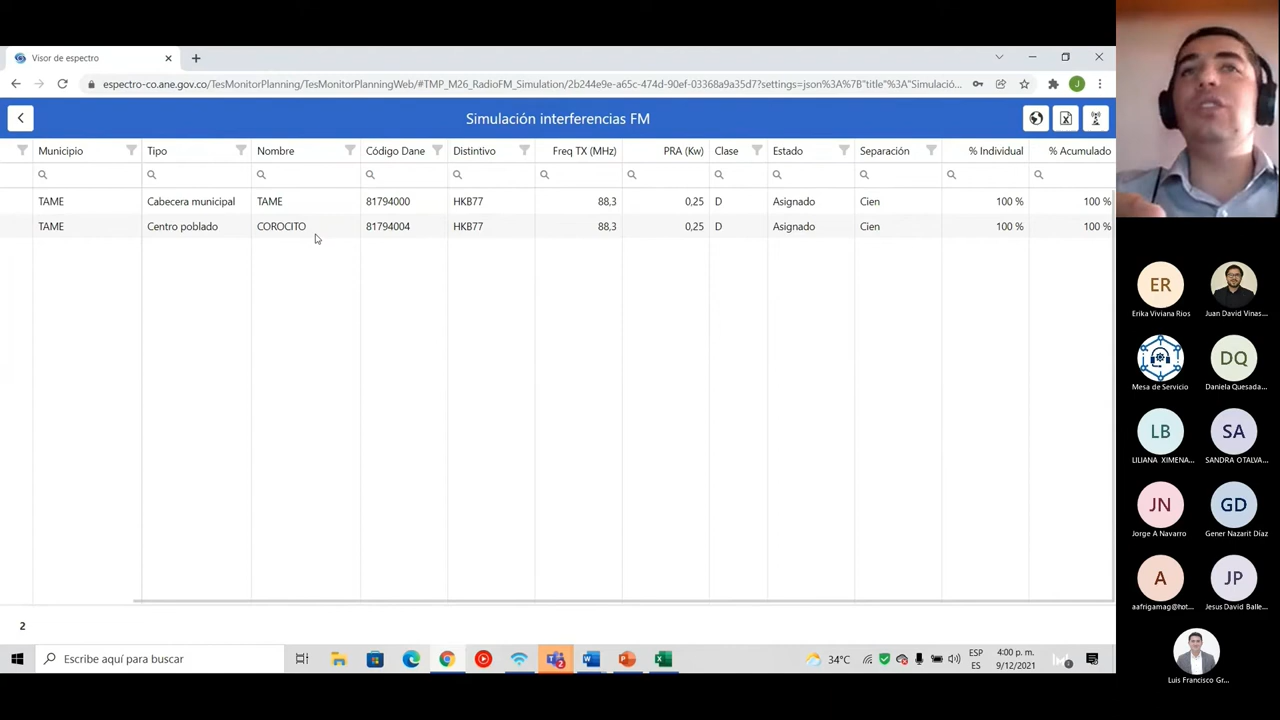 Visor de espectro
espectro-co.ane.gov.co/TesMonitorPlanning/TesMonitorPlanningWeb/#TMP_M26_RadioFM_Simulation/2b244e9e-a65c-474d-90ef-03368a9a35d7?settings=json%3A%7B"title"%3A"Simulació...
J
Simulación interferencias FM
Municipio Tipo Nombre Código Dane Distintivo Freq TX (MHz) PRA (Kw) Clase Estado Separación % Individual % Acumulado
TAME Cabecera municipal TAME 81794000 HKB77 88,3 0,25 D Asignado Cien 100 % 100 %
TAME Centro poblado COROCITO 81794004 HKB77 88,3 0,25 D Asignado Cien 100 % 100 %
2
Escribe aquí para buscar
34°C
ESP
ES
4:00 p. m.
9/12/2021
ER
Erika Viviana Rios
Juan David Vinas...
Mesa de Servicio
DQ
Daniela Quesada...
LB
LILIANA XIMENA...
SA
SANDRA OTALVA...
JN
Jorge A Navarro
GD
Gener Nazarit Díaz
A
aafrigamag@hot...
JP
Jesus David Balle...
Luis Francisco Gr...